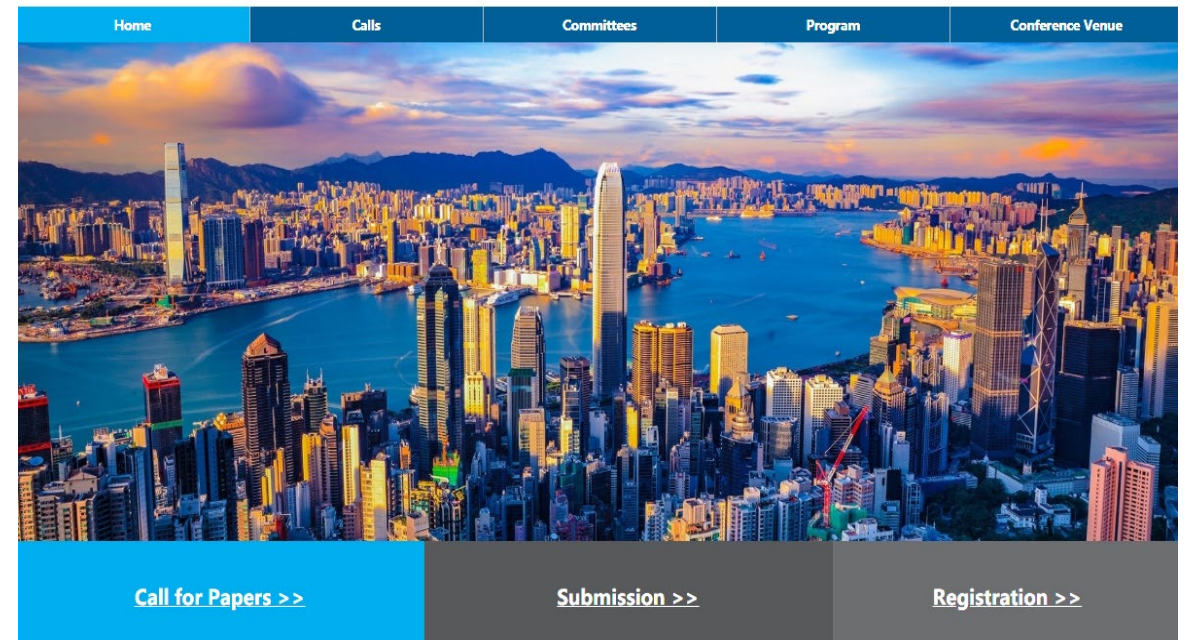 Home Calls Committees Program Conference Venue
Call for Papers >> Submission >> Registration >>